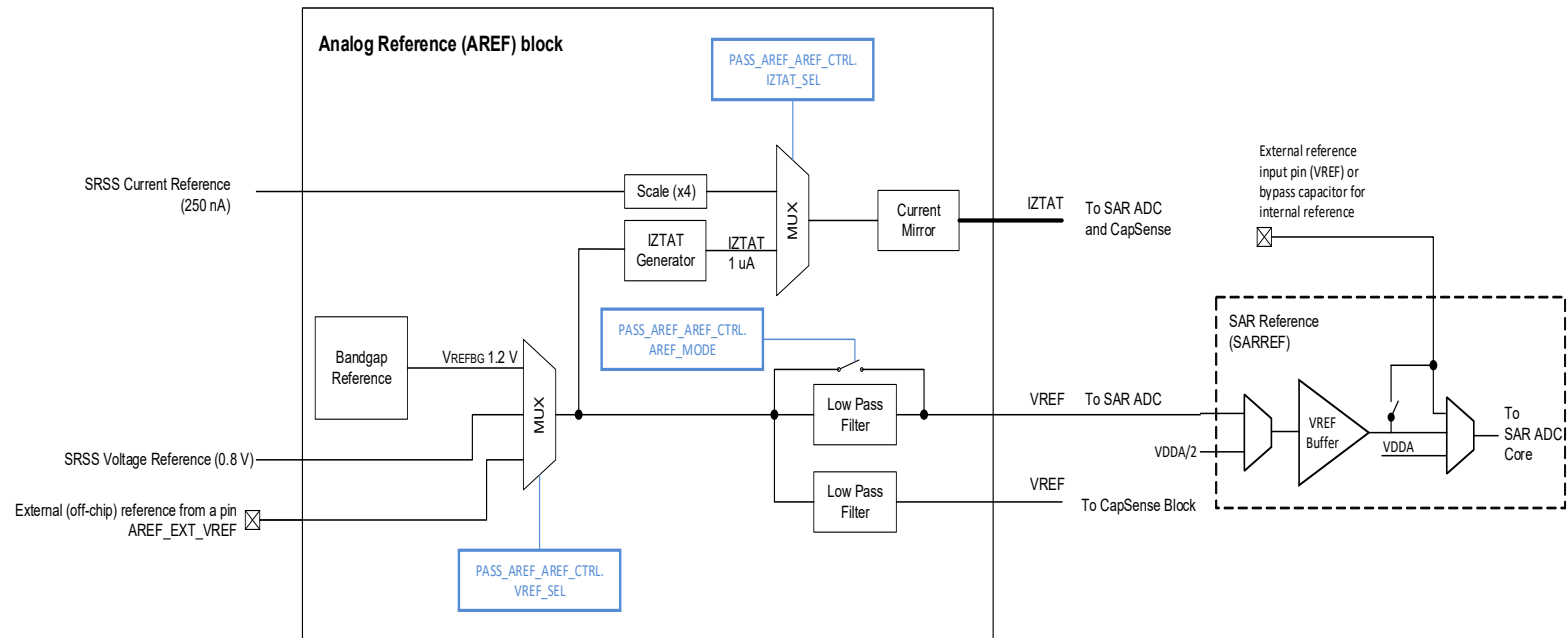 Analog Reference (AREF) block
PASS_AREF_AREF_CTRL.
IZTAT_SEL
SRSS Current Reference
(250 nA)
Scale (x4)
IZTAT
Generator
IZTAT
1 uA
MUX
Current
Mirror
IZTAT
To SAR ADC
and CapSense
External reference
input pin (VREF) or
bypass capacitor for
internal reference
Bandgap
Reference
VREFBG 1.2 V
MUX
PASS_AREF_AREF_CTRL.
AREF_MODE
Low Pass
Filter
VREF
To SAR ADC
SRSS Voltage Reference (0.8 V)
External (off-chip) reference from a pin
AREF_EXT_VREF
Low Pass
Filter
VREF
To CapSense Block
PASS_AREF_AREF_CTRL.
VREF_SEL
SAR Reference
(SARREF)
VDDA/2
VREF
Buffer
VDDA
To
SAR ADC
Core